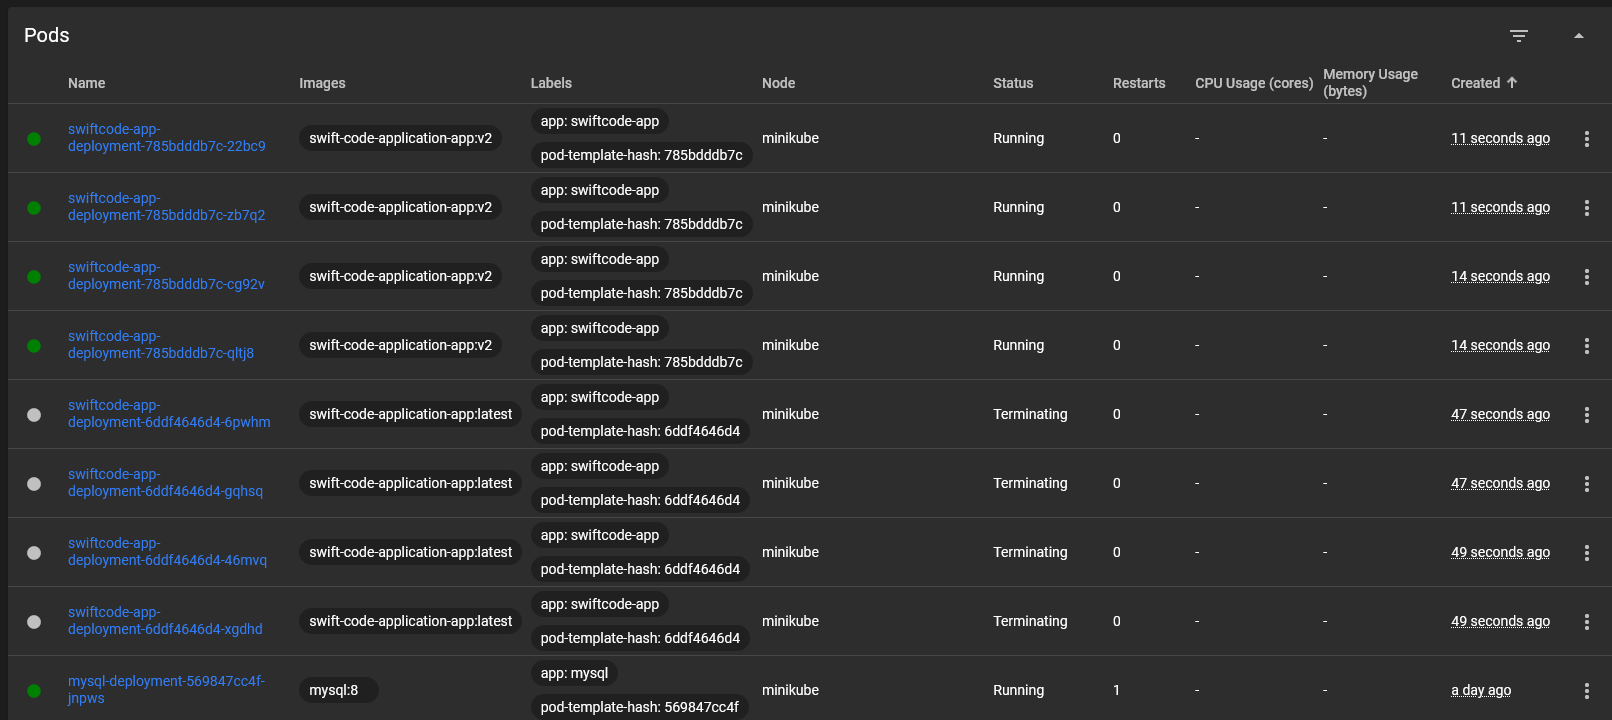 Pods
Name Images Labels Node Status Restarts CPU Usage (cores) Memory Usage (bytes) Created
swiftcode-app-deployment-785bdddb7c-22bc9 swift-code-application-app:v2 app: swiftcode-app pod-template-hash: 785bdddb7c minikube Running 0 - - 11 seconds ago
swiftcode-app-deployment-785bdddb7c-zb7q2 swift-code-application-app:v2 app: swiftcode-app pod-template-hash: 785bdddb7c minikube Running 0 - - 11 seconds ago
swiftcode-app-deployment-785bdddb7c-cg92v swift-code-application-app:v2 app: swiftcode-app pod-template-hash: 785bdddb7c minikube Running 0 - - 14 seconds ago
swiftcode-app-deployment-785bdddb7c-qltj8 swift-code-application-app:v2 app: swiftcode-app pod-template-hash: 785bdddb7c minikube Running 0 - - 14 seconds ago
swiftcode-app-deployment-6ddf4646d4-6pwhm swift-code-application-app:latest app: swiftcode-app pod-template-hash: 6ddf4646d4 minikube Terminating 0 - - 47 seconds ago
swiftcode-app-deployment-6ddf4646d4-gqhsq swift-code-application-app:latest app: swiftcode-app pod-template-hash: 6ddf4646d4 minikube Terminating 0 - - 47 seconds ago
swiftcode-app-deployment-6ddf4646d4-46mvq swift-code-application-app:latest app: swiftcode-app pod-template-hash: 6ddf4646d4 minikube Terminating 0 - - 49 seconds ago
swiftcode-app-deployment-6ddf4646d4-xgdhd swift-code-application-app:latest app: swiftcode-app pod-template-hash: 6ddf4646d4 minikube Terminating 0 - - 49 seconds ago
mysql-deployment-569847cc4f-jnpws mysql:8 app: mysql pod-template-hash: 569847cc4f minikube Running 1 - - a day ago